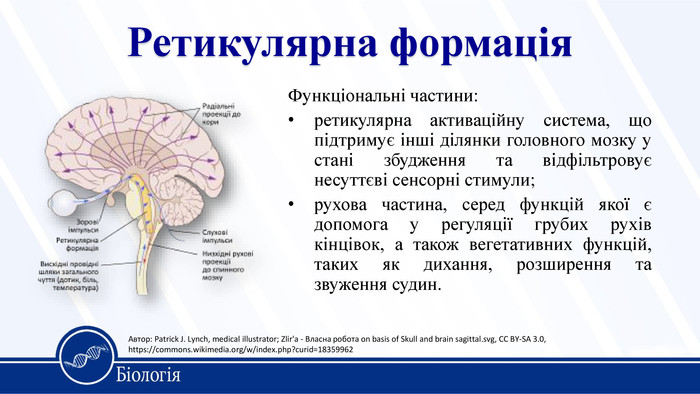 Ретикулярна формація
Радіальні
проекції до
кори
Зорові
імпульси
Ретикулярна
формація
Вискідні провідні
шляхи загального
чуття (дотик, біль,
температура)
Слухові
імпульси
Низхідні рухові
проекції
до спинного
мозку
Функціональні частини:
• ретикулярна активаційну система, що
підтримує інші ділянки головного мозку у
стані збудження та відфільтровує
несуттєві сенсорні стимули;
• рухова частина, серед функцій якої є
допомога у регуляції грубих рухів
кінцівок, а також вегетативних функцій,
таких як дихання, розширення та
звуження судин.
Автор: Patrick J. Lynch, medical illustrator; Zlir'a - Власна робота on basis of Skull and brain sagittal.svg, CC BY-SA 3.0,
https://commons.wikimedia.org/w/index.php?curid=18359962
Біологія